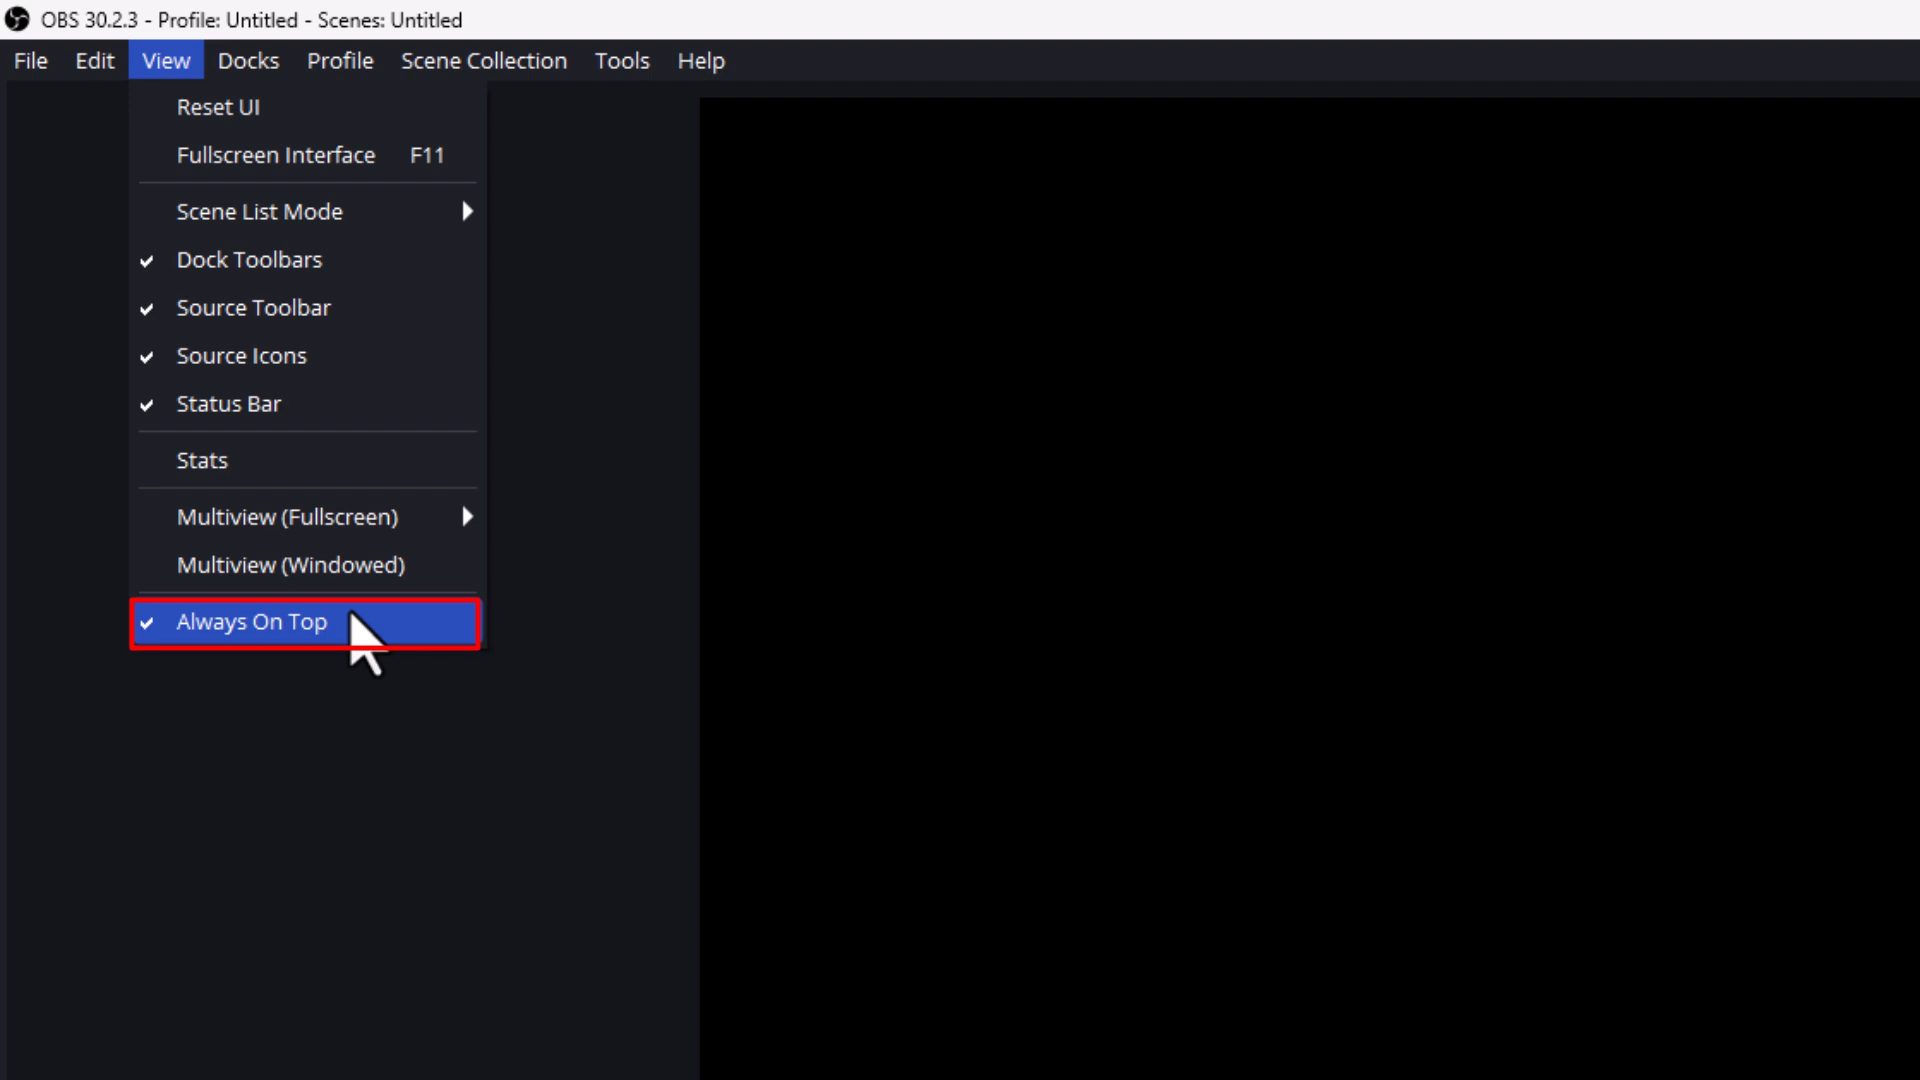 OBS 30.2.3 - Profile: Untitled - Scenes: Untitled
File Edit View Docks Profile Scene Collection Tools Help
Reset UI
Fullscreen Interface F11
Scene List Mode
Dock Toolbars
Source Toolbar
Source Icons
Status Bar
Stats
Multiview (Fullscreen)
Multiview (Windowed)
Always On Top